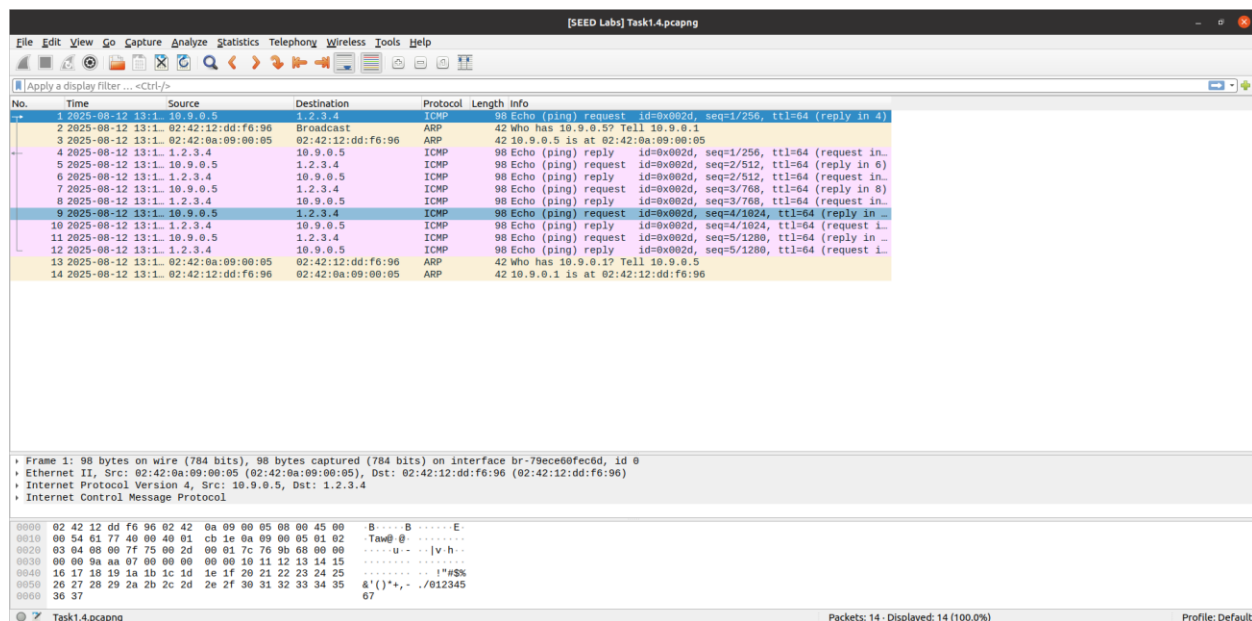 [SEED Labs] Task1.4.pcapng
File Edit View Go Capture Analyze Statistics Telephony Wireless Tools Help
Apply a display filter ... <Ctrl-/>
No. Time Source Destination Protocol Length Info
1 2025-08-12 13:1… 10.9.0.5 1.2.3.4 ICMP 98 Echo (ping) request id=0x002d, seq=1/256, ttl=64 (reply in 4)
2 2025-08-12 13:1… 02:42:12:dd:f6:96 Broadcast ARP 42 Who has 10.9.0.5? Tell 10.9.0.1
3 2025-08-12 13:1… 02:42:0a:09:00:05 02:42:12:dd:f6:96 ARP 42 10.9.0.5 is at 02:42:0a:09:00:05
4 2025-08-12 13:1… 1.2.3.4 10.9.0.5 ICMP 98 Echo (ping) reply id=0x002d, seq=1/256, ttl=64 (request in…
5 2025-08-12 13:1… 10.9.0.5 1.2.3.4 ICMP 98 Echo (ping) request id=0x002d, seq=2/512, ttl=64 (reply in 6)
6 2025-08-12 13:1… 1.2.3.4 10.9.0.5 ICMP 98 Echo (ping) reply id=0x002d, seq=2/512, ttl=64 (request in…
7 2025-08-12 13:1… 10.9.0.5 1.2.3.4 ICMP 98 Echo (ping) request id=0x002d, seq=3/768, ttl=64 (reply in 8)
8 2025-08-12 13:1… 1.2.3.4 10.9.0.5 ICMP 98 Echo (ping) reply id=0x002d, seq=3/768, ttl=64 (request in…
9 2025-08-12 13:1… 10.9.0.5 1.2.3.4 ICMP 98 Echo (ping) request id=0x002d, seq=4/1024, ttl=64 (reply in …
10 2025-08-12 13:1… 1.2.3.4 10.9.0.5 ICMP 98 Echo (ping) reply id=0x002d, seq=4/1024, ttl=64 (request i…
11 2025-08-12 13:1… 10.9.0.5 1.2.3.4 ICMP 98 Echo (ping) request id=0x002d, seq=5/1280, ttl=64 (reply in …
12 2025-08-12 13:1… 1.2.3.4 10.9.0.5 ICMP 98 Echo (ping) reply id=0x002d, seq=5/1280, ttl=64 (request i…
13 2025-08-12 13:1… 02:42:0a:09:00:05 02:42:12:dd:f6:96 ARP 42 Who has 10.9.0.1? Tell 10.9.0.5
14 2025-08-12 13:1… 02:42:12:dd:f6:96 02:42:0a:09:00:05 ARP 42 10.9.0.1 is at 02:42:12:dd:f6:96
Frame 1: 98 bytes on wire (784 bits), 98 bytes captured (784 bits) on interface br-79ece60fec6d, id 0
Ethernet II, Src: 02:42:0a:09:00:05 (02:42:0a:09:00:05), Dst: 02:42:12:dd:f6:96 (02:42:12:dd:f6:96)
Internet Protocol Version 4, Src: 10.9.0.5, Dst: 1.2.3.4
Internet Control Message Protocol
0000 02 42 12 dd f6 96 02 42 0a 09 00 05 08 00 45 00 ·B·····B ······E·
0010 00 54 61 77 40 00 40 01 cb 1e 0a 09 00 05 01 02 ·Taw@·@· ········
0020 03 04 08 00 7f 75 00 2d 00 01 7c 76 9b 68 00 00 ·····u·- ··|v·h··
0030 00 00 9a aa 07 00 00 00 00 00 10 11 12 13 14 15 ········ ········
0040 16 17 18 19 1a 1b 1c 1d 1e 1f 20 21 22 23 24 25 ········ ·· !"#$%
0050 26 27 28 29 2a 2b 2c 2d 2e 2f 30 31 32 33 34 35 &'()*+,- ./012345
0060 36 37 67
Task1.4.pcapng Packets: 14 · Displayed: 14 (100.0%) Profile: Default